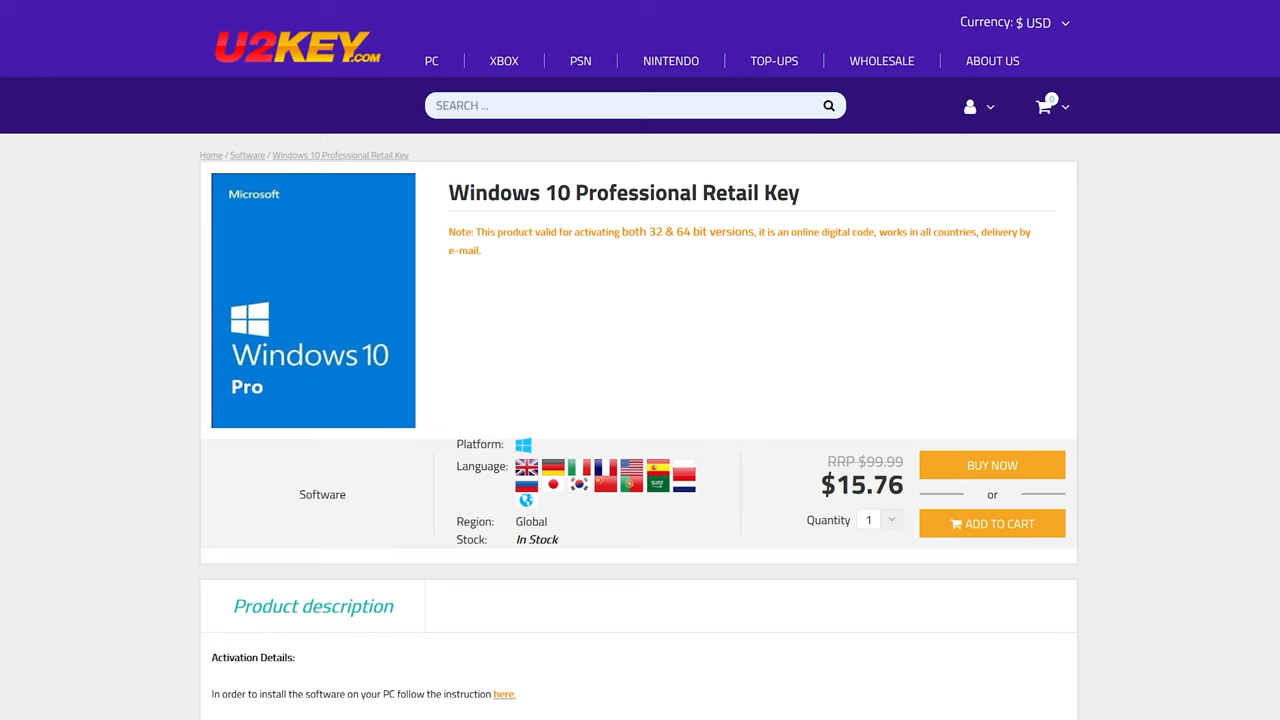 Currency: $ USD
U2KEY.COM
PC
XBOX
PSN
NINTENDO
TOP-UPS
WHOLESALE
ABOUT US
SEARCH ...
0
Home / Software / Windows 10 Professional Retail Key
Microsoft
Windows 10
Pro
Windows 10 Professional Retail Key
Note: This product valid for activating both 32 & 64 bit versions, it is an online digital code, works in all countries, delivery by
e-mail.
Software
Platform:
Language:
Region: Global
Stock: In Stock
RRP $99.99
$15.76
Quantity 1
BUY NOW
or
ADD TO CART
Product description
Activation Details:
In order to install the software on your PC follow the instruction here.